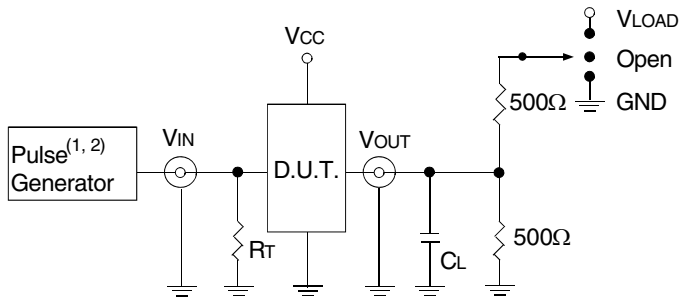 VLOAD
VCC
Open
500Ω
GND
VIN
VOUT
Pulse(1, 2)
Generator
D.U.T.
RT
CL
500Ω